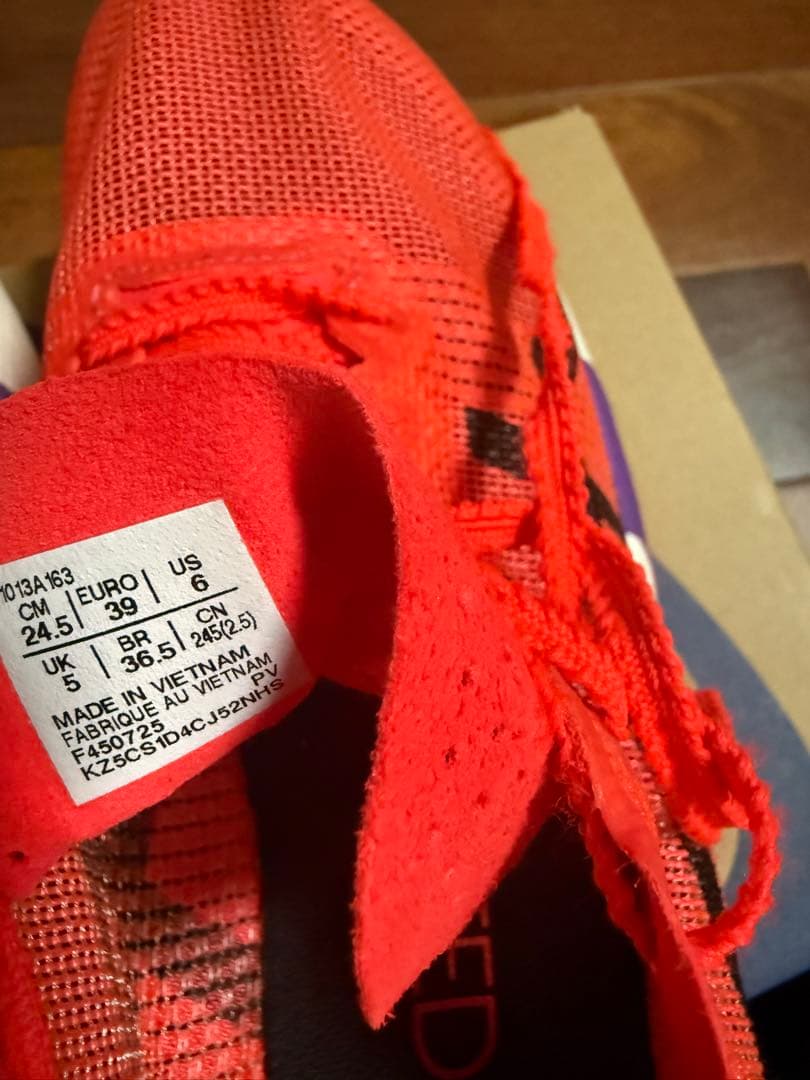 1013A163
CM EURO US
24.5 39 6
UK BR CN
5 36.5 245(2.5)
MADE IN VIETNAM
FABRIQUE AU VIETNAM
F450725 PV
KZ5CS1D4CJ52NHS